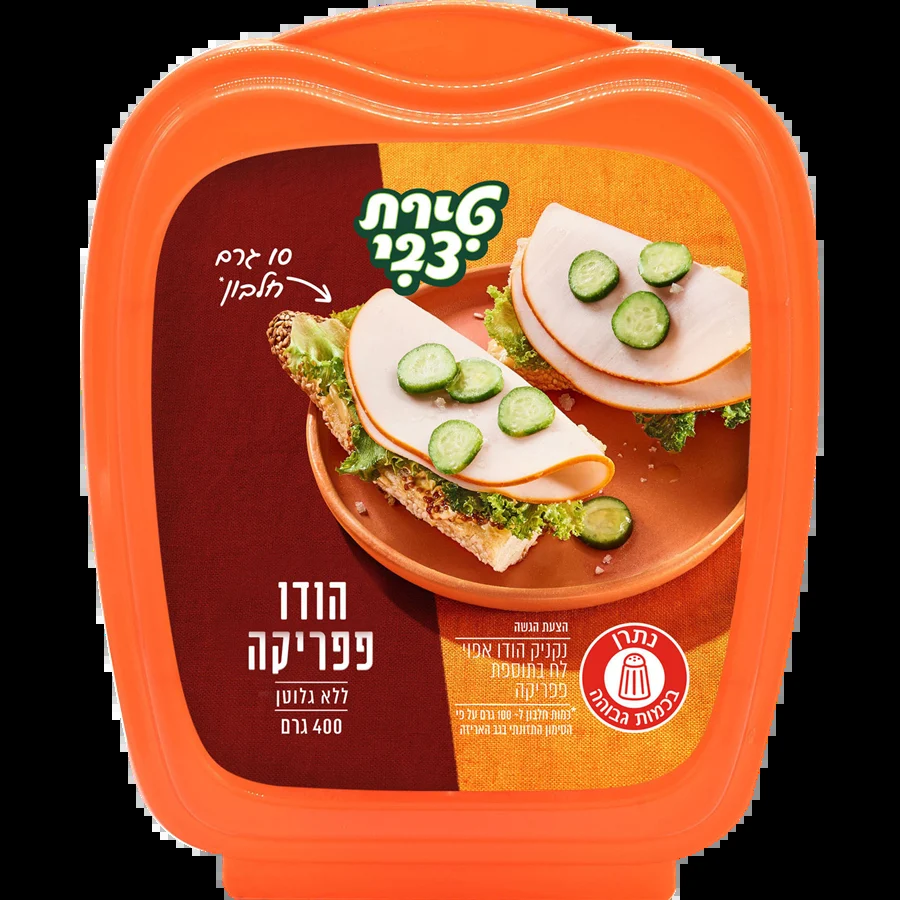 טירת
צבי
10 גרם
חלבון*
הודו
פפריקה
ללא גלוטן
400 גרם
הצעת הגשה
נקניק הודו אפוי
לח בתוספת
פפריקה
*כמות חלבון ל- 100 גרם על פי
הסימון התזונתי בגב האריזה
נתרן
בכמות גבוהה